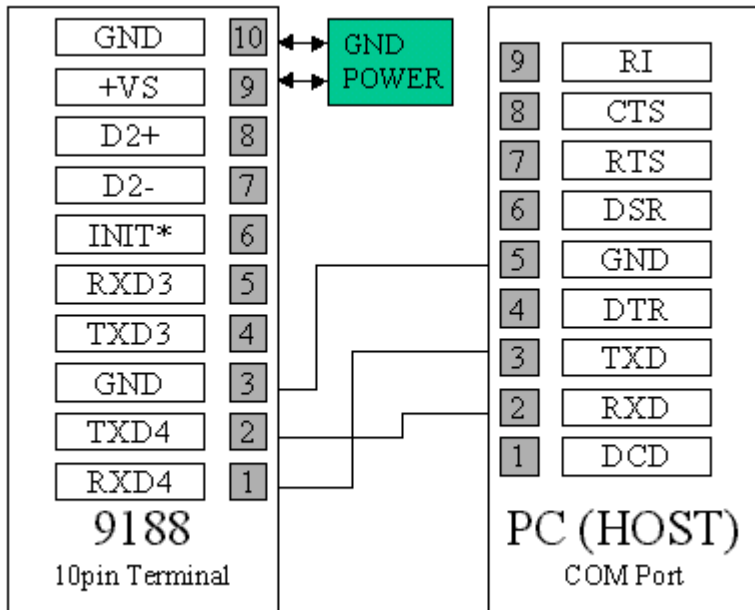 GND 10
+VS 9
D2+ 8
D2- 7
INIT* 6
RXD3 5
TXD3 4
GND 3
TXD4 2
RXD4 1
9188
10pin Terminal
GND
POWER
9 RI
8 CTS
7 RTS
6 DSR
5 GND
4 DTR
3 TXD
2 RXD
1 DCD
PC (HOST)
COM Port